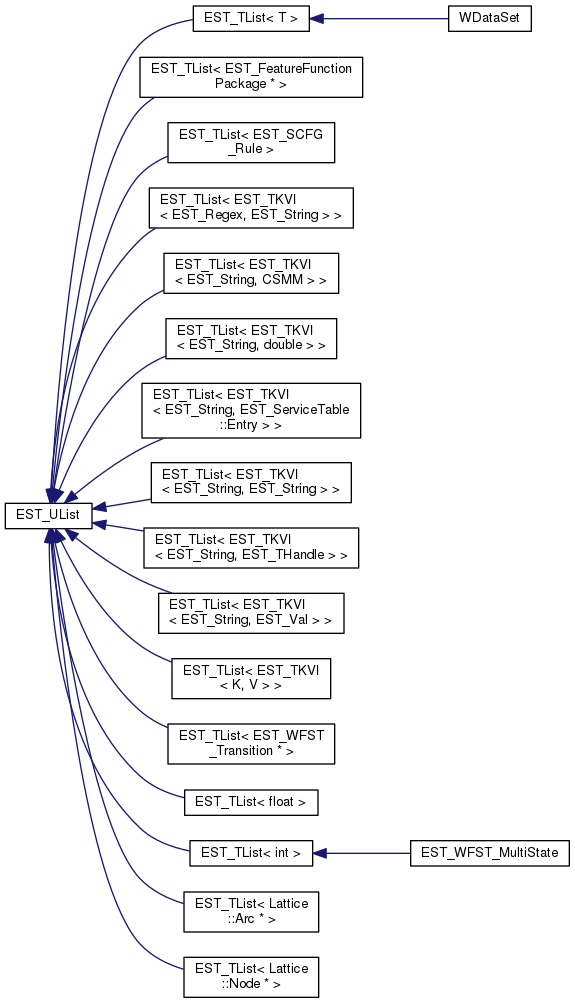 EST_TList< T >
WDataSet
EST_TList< EST_FeatureFunction
Package * >
EST_TList< EST_SCFG
_Rule >
EST_TList< EST_TKVI
< EST_Regex, EST_String > >
EST_TList< EST_TKVI
< EST_String, CSMM > >
EST_TList< EST_TKVI
< EST_String, double > >
EST_TList< EST_TKVI
< EST_String, EST_ServiceTable
::Entry > >
EST_TList< EST_TKVI
< EST_String, EST_String > >
EST_UList
EST_TList< EST_TKVI
< EST_String, EST_THandle > >
EST_TList< EST_TKVI
< EST_String, EST_Val > >
EST_TList< EST_TKVI
< K, V > >
EST_TList< EST_WFST
_Transition * >
EST_TList< float >
EST_TList< int >
EST_WFST_MultiState
EST_TList< Lattice
::Arc * >
EST_TList< Lattice
::Node * >